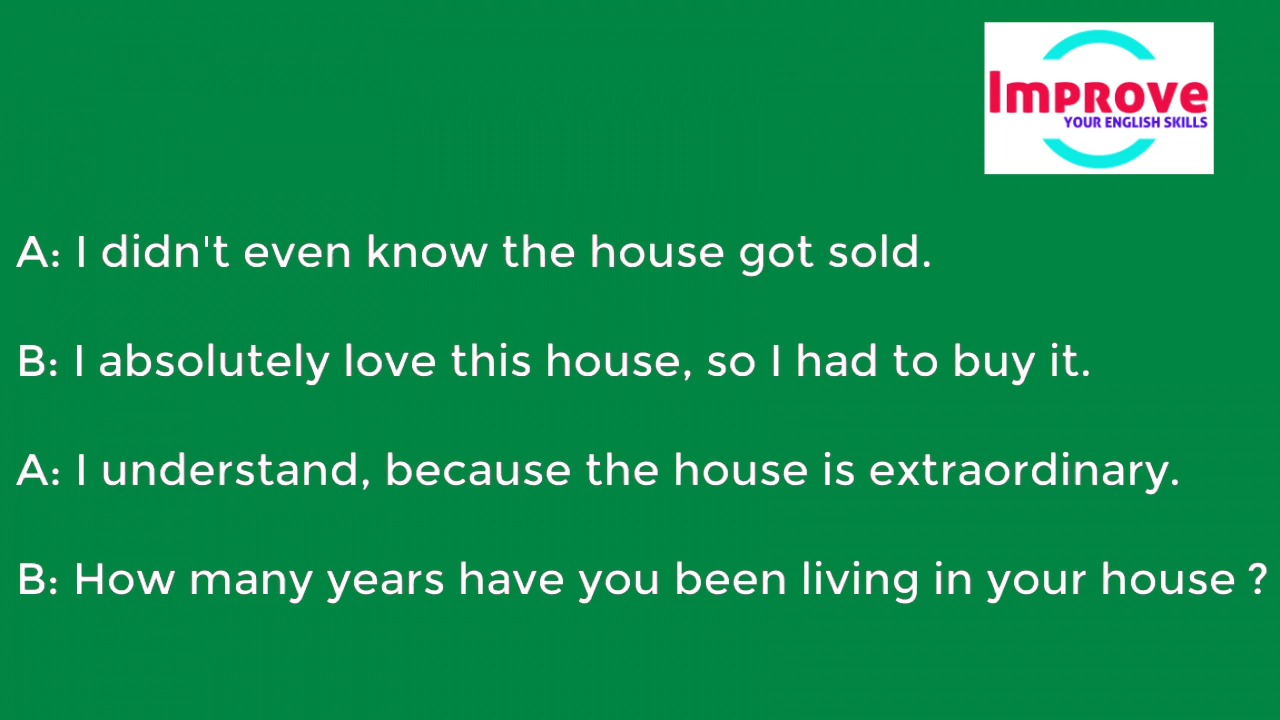 Improve
YOUR ENGLISH SKILLS
A: I didn't even know the house got sold.
B: I absolutely love this house, so I had to buy it.
A: I understand, because the house is extraordinary.
B: How many years have you been living in your house ?